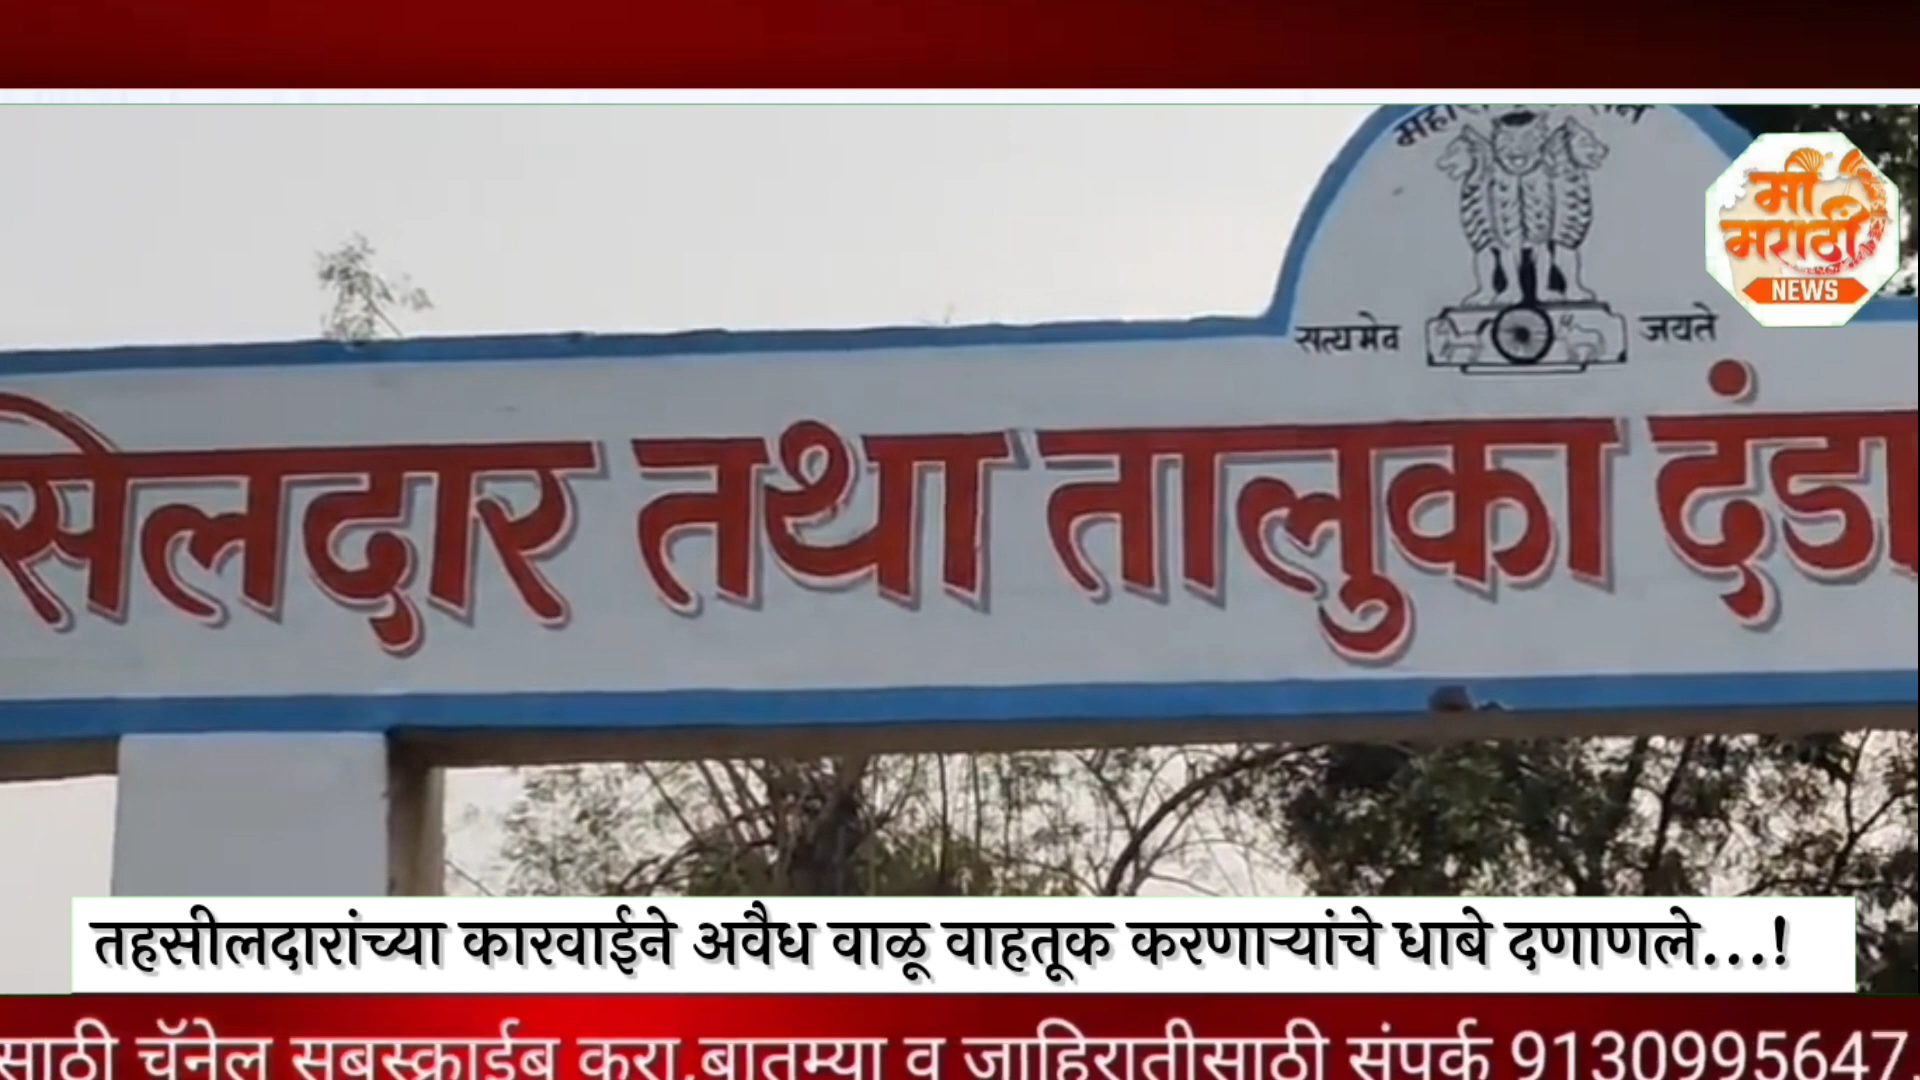 मी
मराठी
NEWS
सत्यमेव जयते
सिलदार तथा तालुका दंडा
तहसीलदारांच्या कारवाईने अवैध वाळू वाहतूक करणाऱ्यांचे धाबे दणाणले...!
साठी चॅनेल सबस्क्राईब करा,बातम्या व जाहिरातीसाठी संपर्क 9130995647.